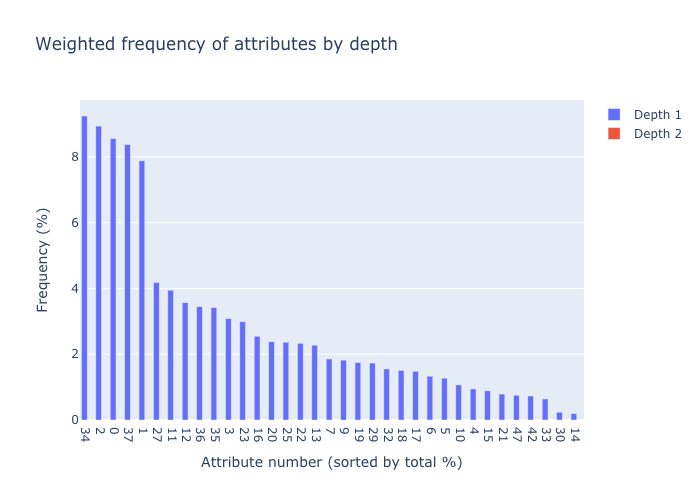 Weighted frequency of attributes by depth
Depth 1
Depth 2
Frequency (%)
8
6
4
2
0
34 2 0 37 1 27 11 12 36 35 3 23 16 20 25 22 13 7 9 19 29 32 18 17 6 5 10 4 15 21 47 42 33 30 14
Attribute number (sorted by total %)